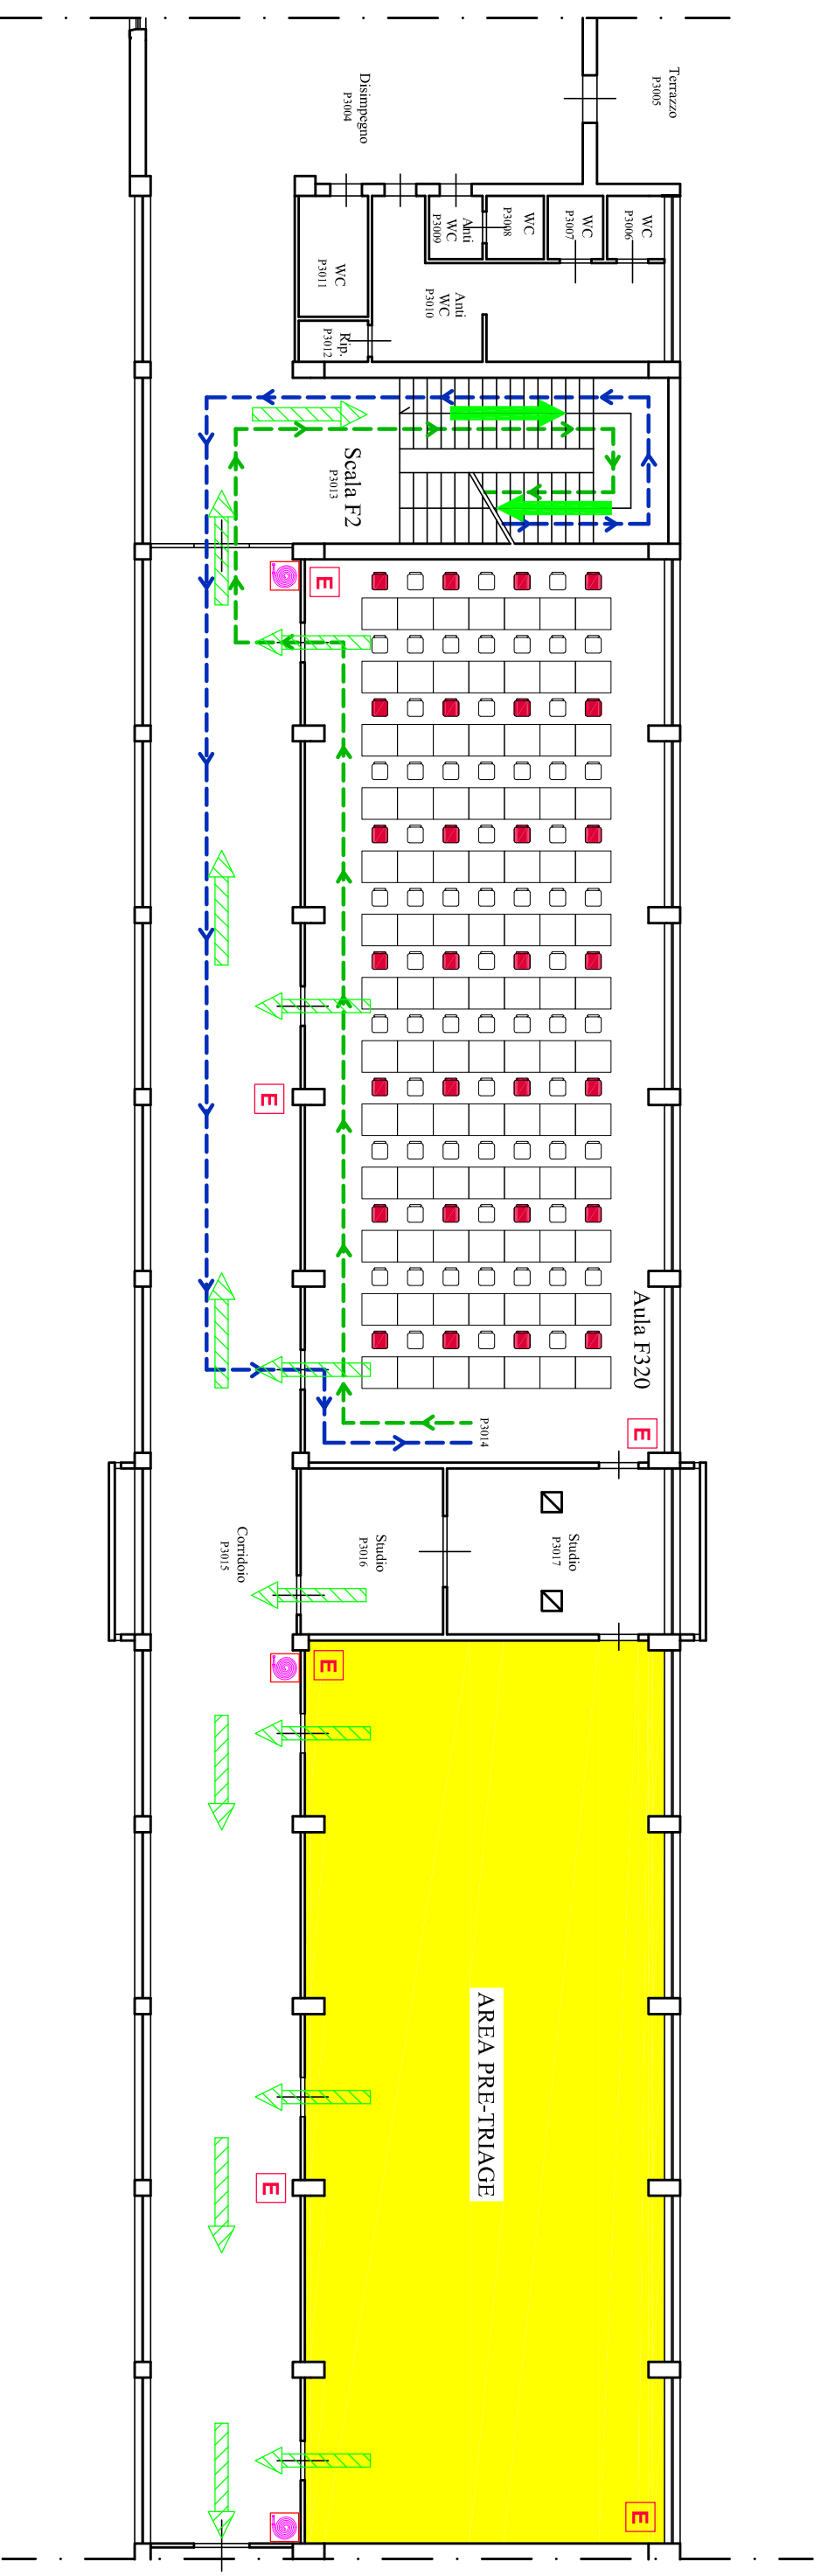 Terrazzo
P3005
Disimpegno
P3004
WC
P3006
WC
P3007
WC
P3008
Anti
WC
P3009
WC
P3011
Anti
WC
P3010
Rip.
P3012
Scala F2
P3013
E
E
Aula F320
P3014
E
Studio
P3017
Studio
P3016
Corridoio
P3015
E
AREA PRE-TRIAGE
E
E